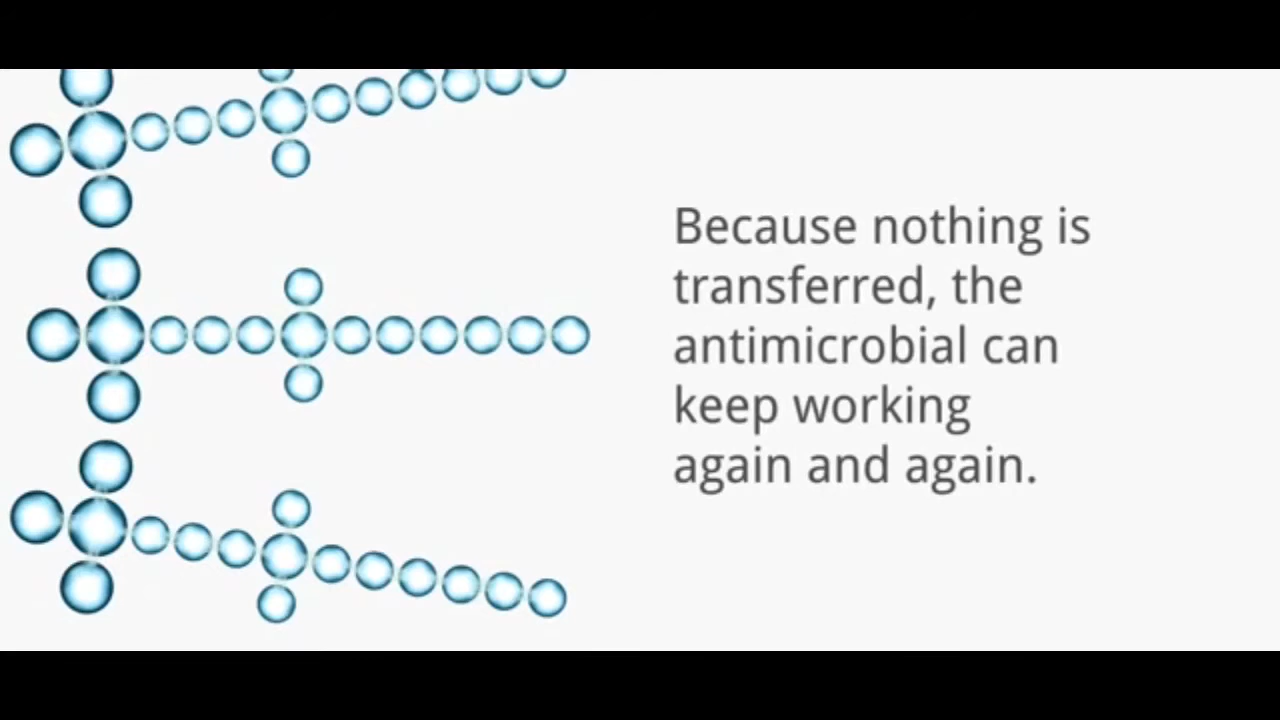 Because nothing is
transferred, the
antimicrobial can
keep working
again and again.